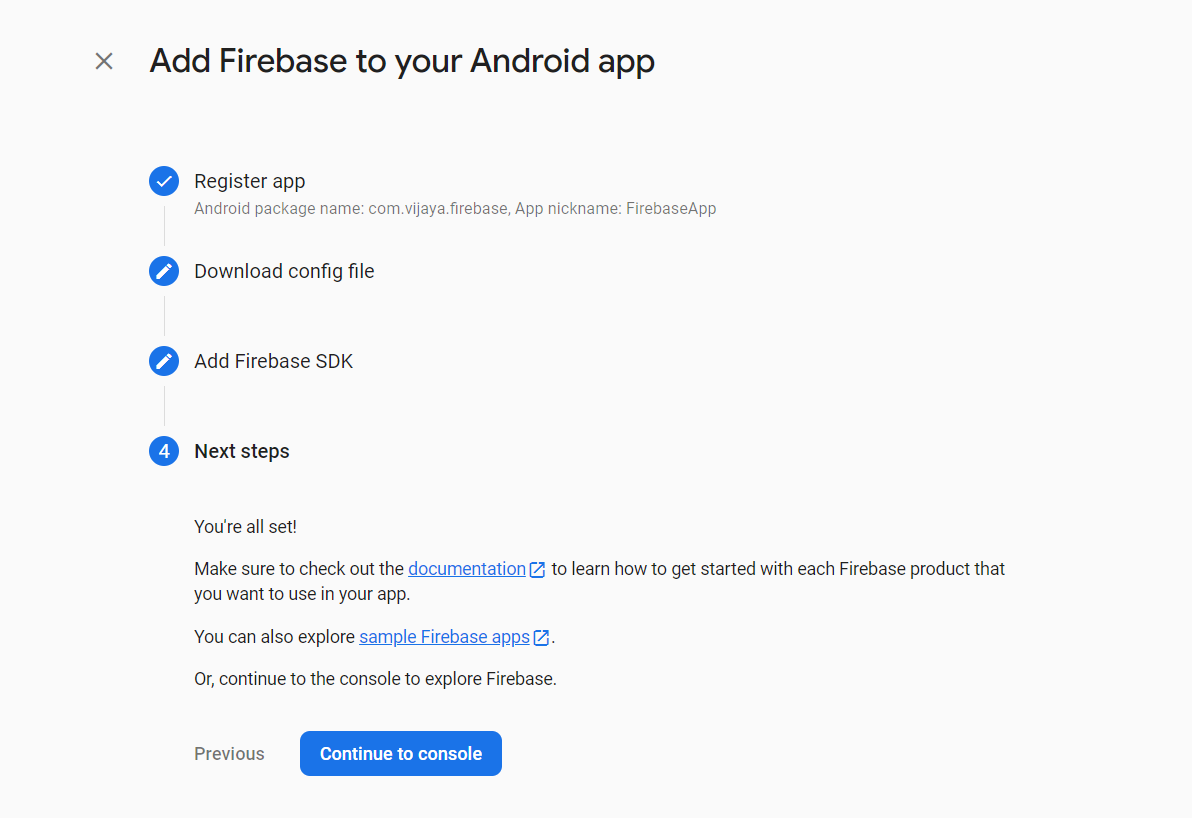 Add Firebase to your Android app
Register app
Android package name: com.vijaya.firebase, App nickname: FirebaseApp
Download config file
Add Firebase SDK
4 Next steps
You're all set!
Make sure to check out the documentation to learn how to get started with each Firebase product that
you want to use in your app.
You can also explore sample Firebase apps.
Or, continue to the console to explore Firebase.
Previous Continue to console